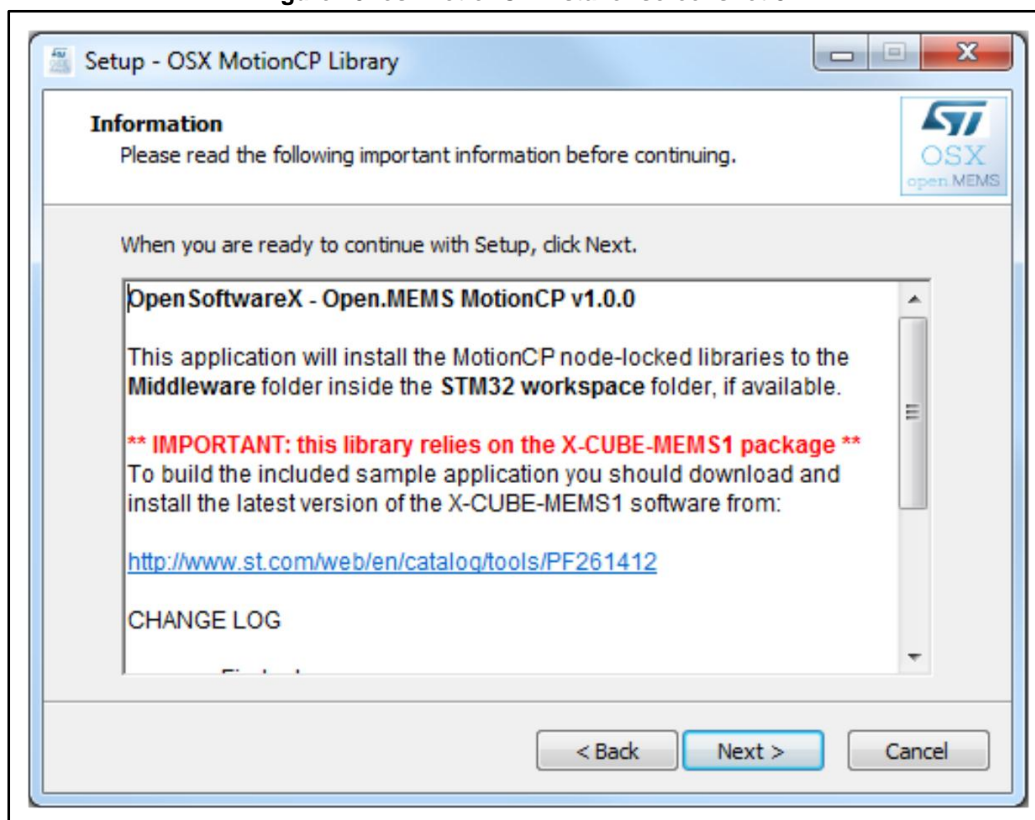 Setup - OSX MotionCP Library
Information
Please read the following important information before continuing.
OSX
open.MEMS
When you are ready to continue with Setup, click Next.
OpenSoftwareX - Open.MEMS MotionCP v1.0.0
This application will install the MotionCP node-locked libraries to the
Middleware folder inside the STM32 workspace folder, if available.
** IMPORTANT: this library relies on the X-CUBE-MEMS1 package **
To build the included sample application you should download and
install the latest version of the X-CUBE-MEMS1 software from:
http://www.st.com/web/en/catalog/tools/PF261412
CHANGE LOG
< Back
Next >
Cancel